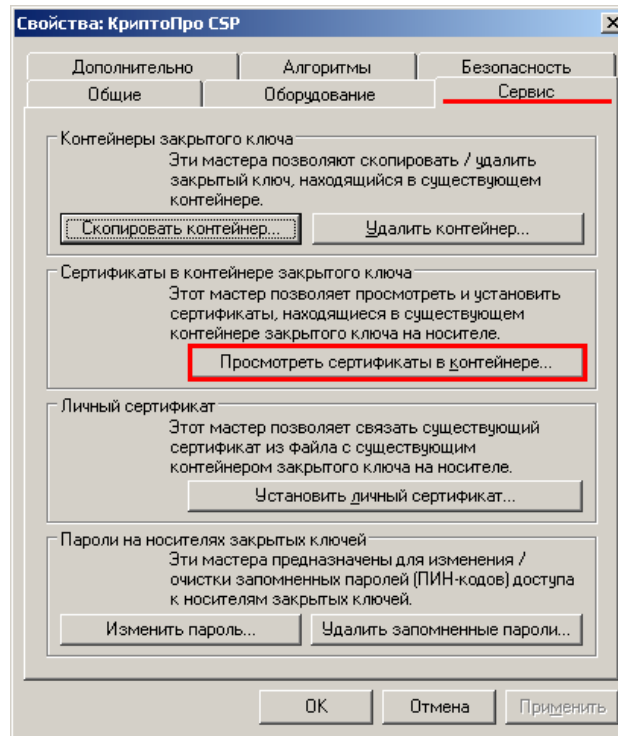 Свойства: КриптоПро CSP
Дополнительно
Алгоритмы
Безопасность
Общие
Оборудование
Сервис
Контейнеры закрытого ключа
Эти мастера позволяют скопировать / удалить
закрытый ключ, находящийся в существующем
контейнере.
Скопировать контейнер...
Удалить контейнер...
Сертификаты в контейнере закрытого ключа
Этот мастер позволяет просмотреть и установить
сертификаты, находящиеся в существующем
контейнере закрытого ключа на носителе.
Просмотреть сертификаты в контейнере...
Личный сертификат
Этот мастер позволяет связать существующий
сертификат из файла с существующим
контейнером закрытого ключа на носителе.
Установить личный сертификат...
Пароли на носителях закрытых ключей
Эти мастера предназначены для изменения /
очистки запомненных паролей (ПИН-кодов) доступа
к носителям закрытых ключей.
Изменить пароль...
Удалить запомненные пароли...
OK
Отмена
Применить